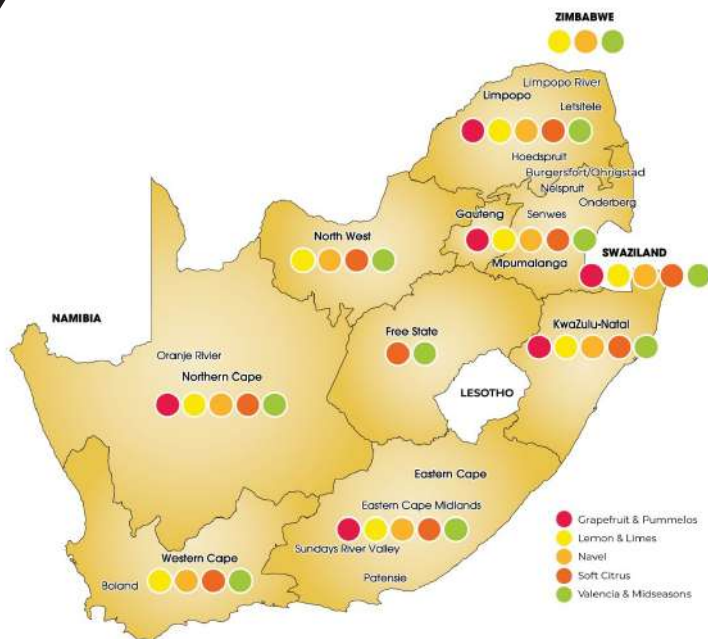 ZIMBABWE
Limpopo River
Limpopo
Letsitele
Hoedspruit
Burgersfort/Ohrigstad
Nelspruit
Onderberg
Gauteng
Senwes
Mpumalanga
SWAZILAND
North West
NAMIBIA
Free State
KwaZulu-Natal
Oranje Rivier
Northern Cape
LESOTHO
Eastern Cape
Eastern Cape Midlands
Sundays River Valley
Patensie
Western Cape
Boland
Grapefruit & Pummelos
Lemon & Limes
Navel
Soft Citrus
Valencia & Midseasons